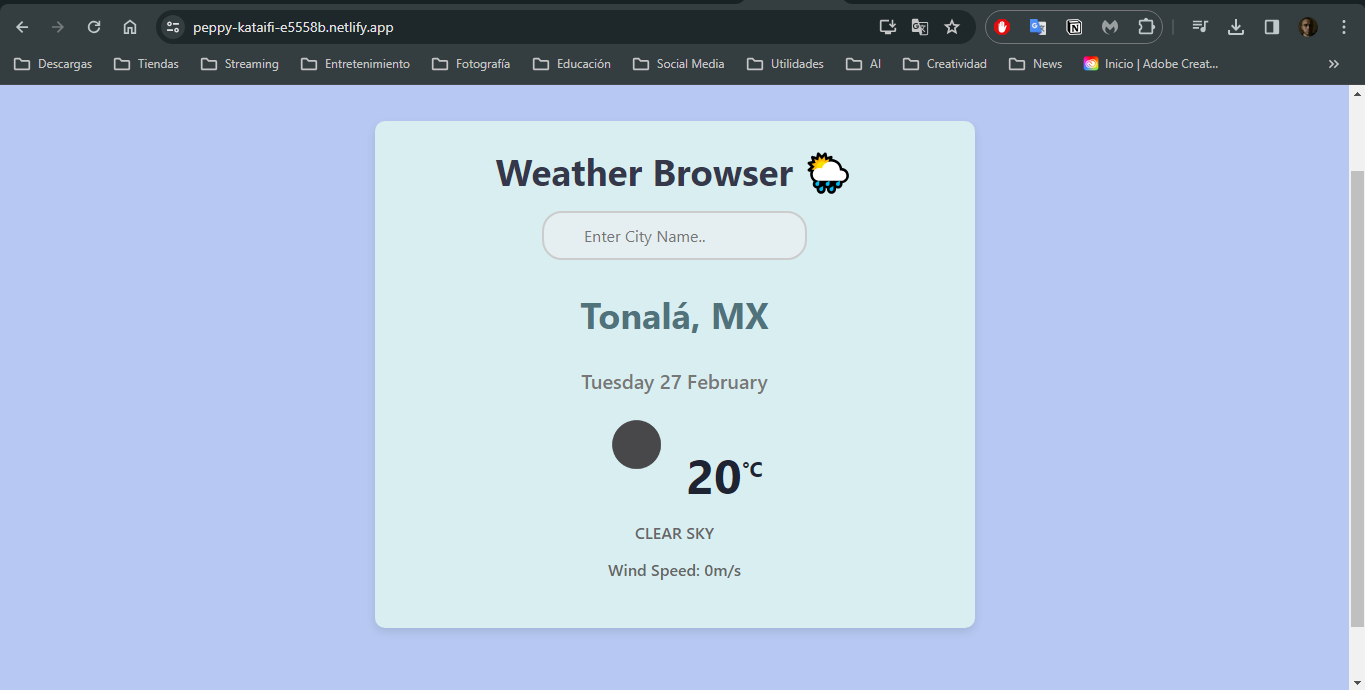 peppy-kataifi-e5558b.netlify.app
Descargas Tiendas Streaming Entretenimiento Fotografía Educación Social Media Utilidades AI Creatividad News Inicio | Adobe Creat...
Weather Browser
Enter City Name..
Tonalá, MX
Tuesday 27 February
20°C
CLEAR SKY
Wind Speed: 0m/s